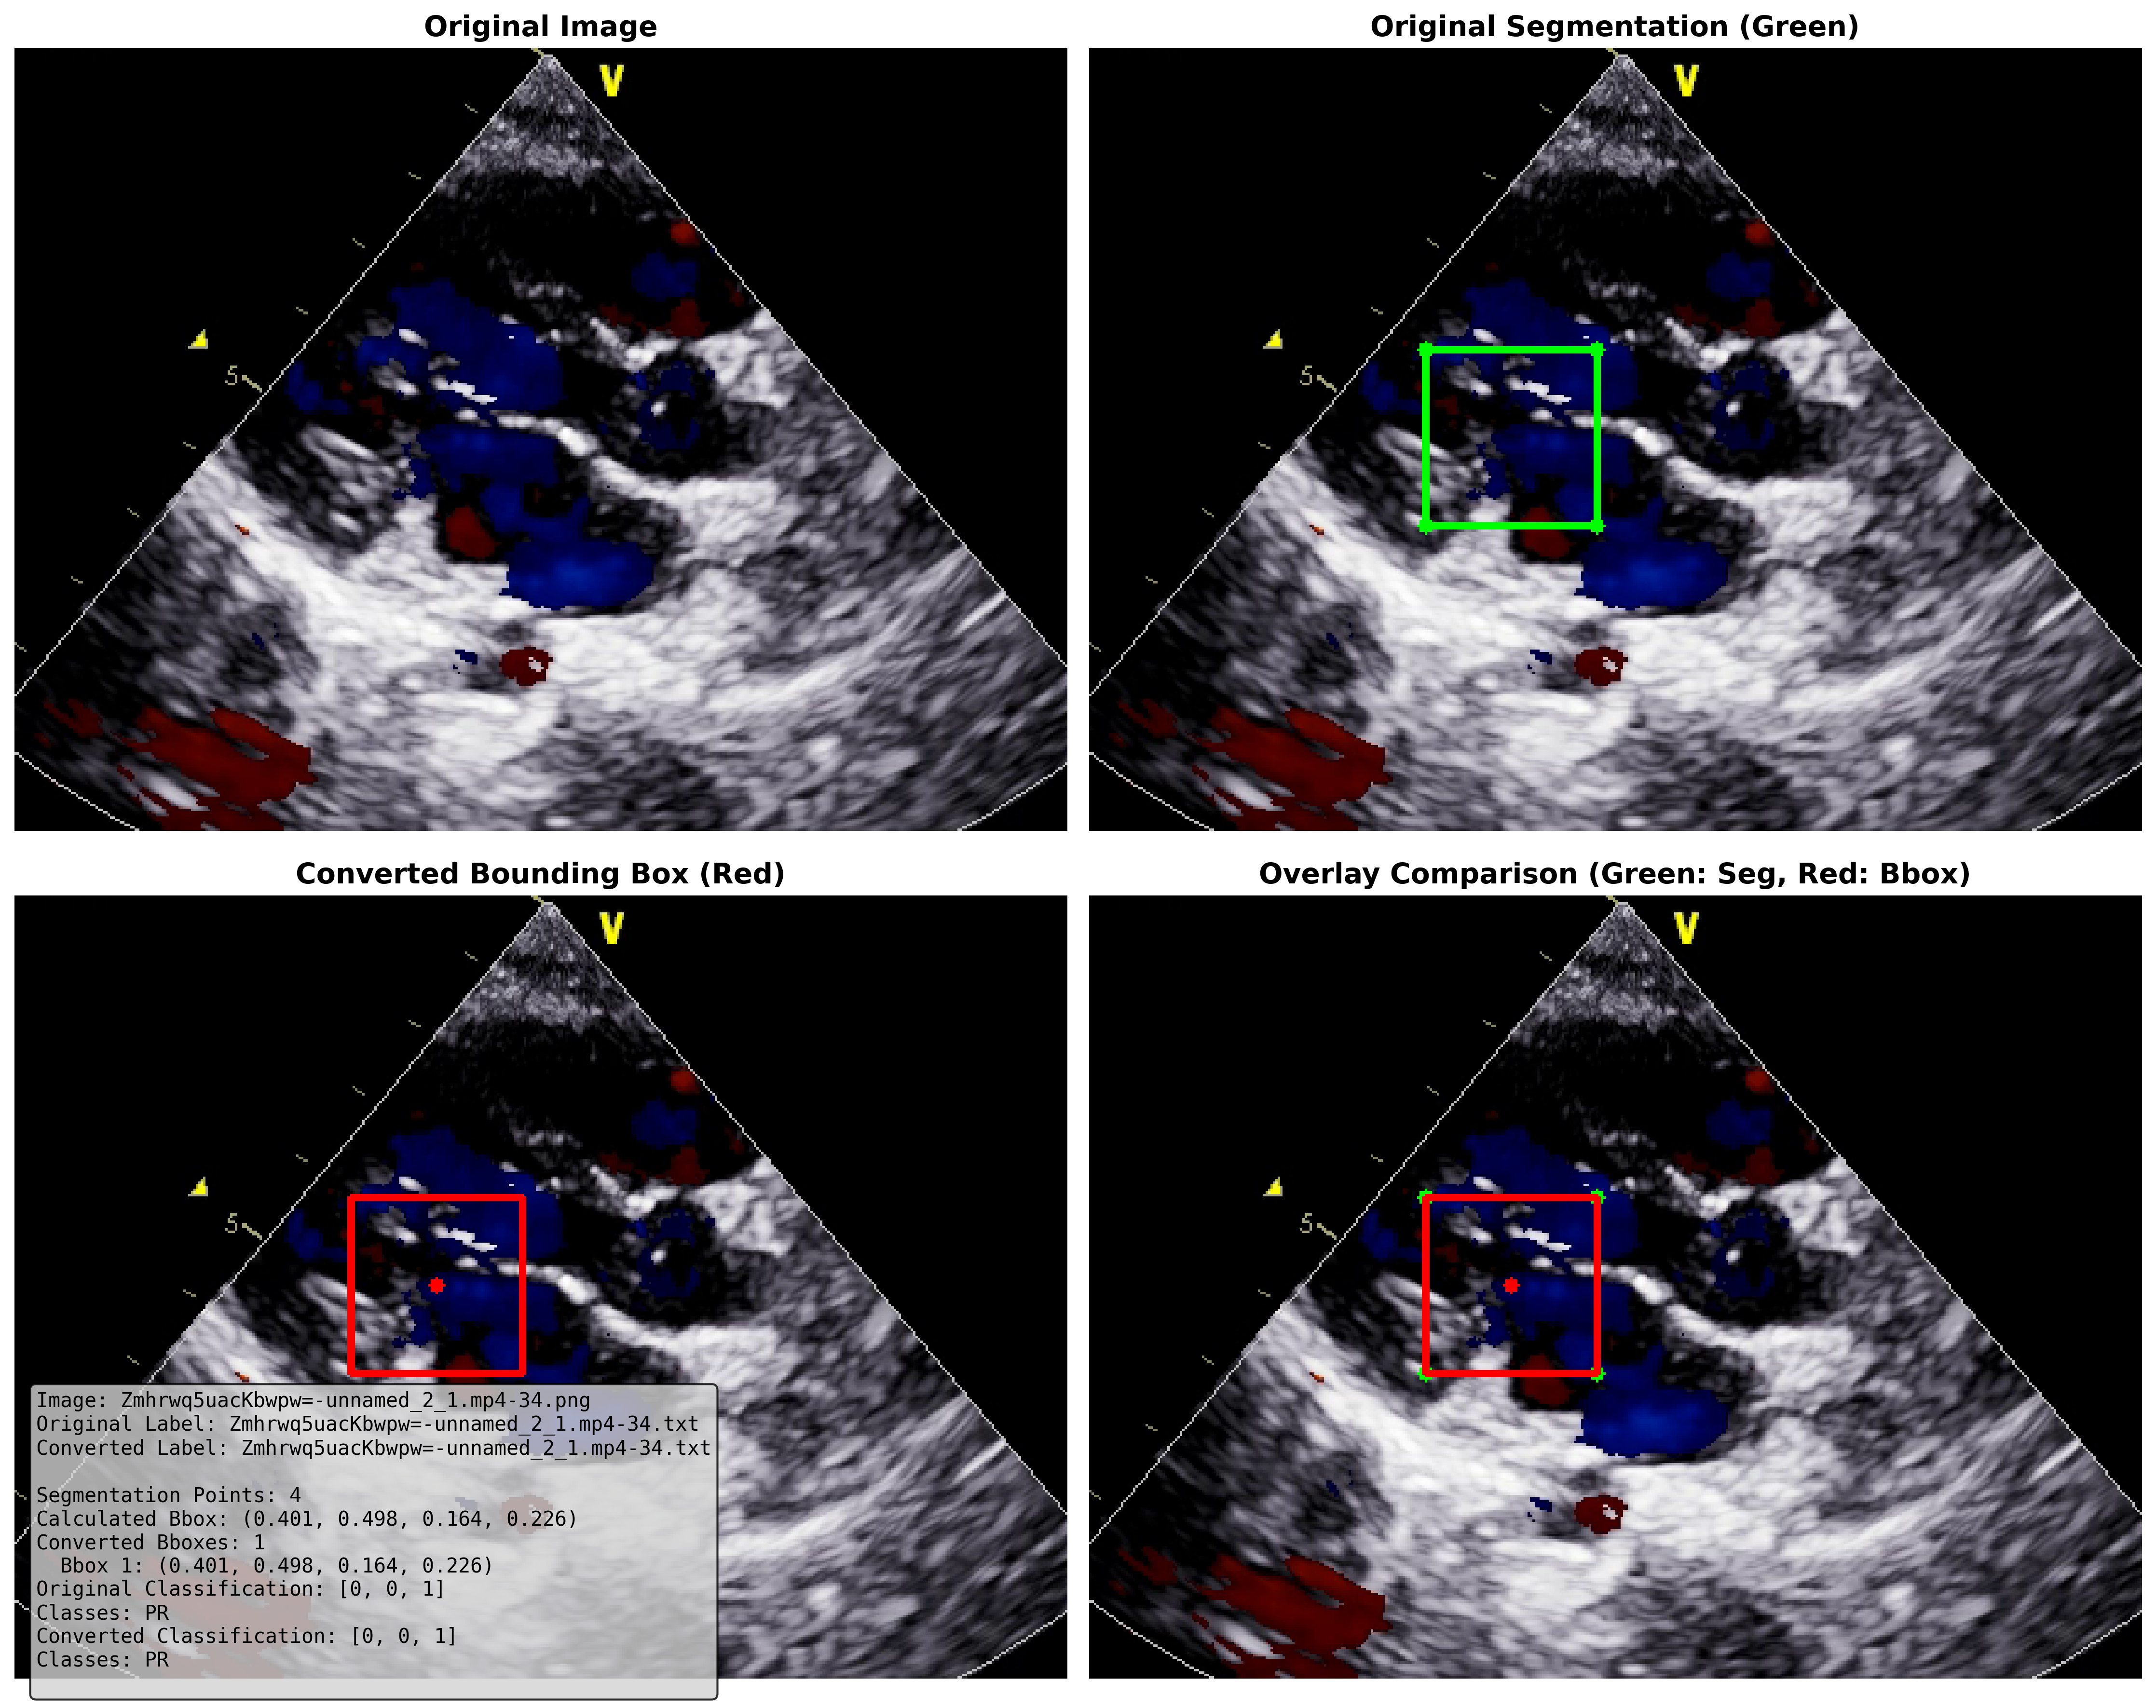 Original Image
Original Segmentation (Green)
V
V
5
5
Converted Bounding Box (Red)
Overlay Comparison (Green: Seg, Red: Bbox)
V
V
5
5
Image: Zmhrwq5uacKbwpw=-unnamed_2_1.mp4-34.png
Original Label: Zmhrwq5uacKbwpw=-unnamed_2_1.mp4-34.txt
Converted Label: Zmhrwq5uacKbwpw=-unnamed_2_1.mp4-34.txt
Segmentation Points: 4
Calculated Bbox: (0.401, 0.498, 0.164, 0.226)
Converted Bboxes: 1
Bbox 1: (0.401, 0.498, 0.164, 0.226)
Original Classification: [0, 0, 1]
Classes: PR
Converted Classification: [0, 0, 1]
Classes: PR